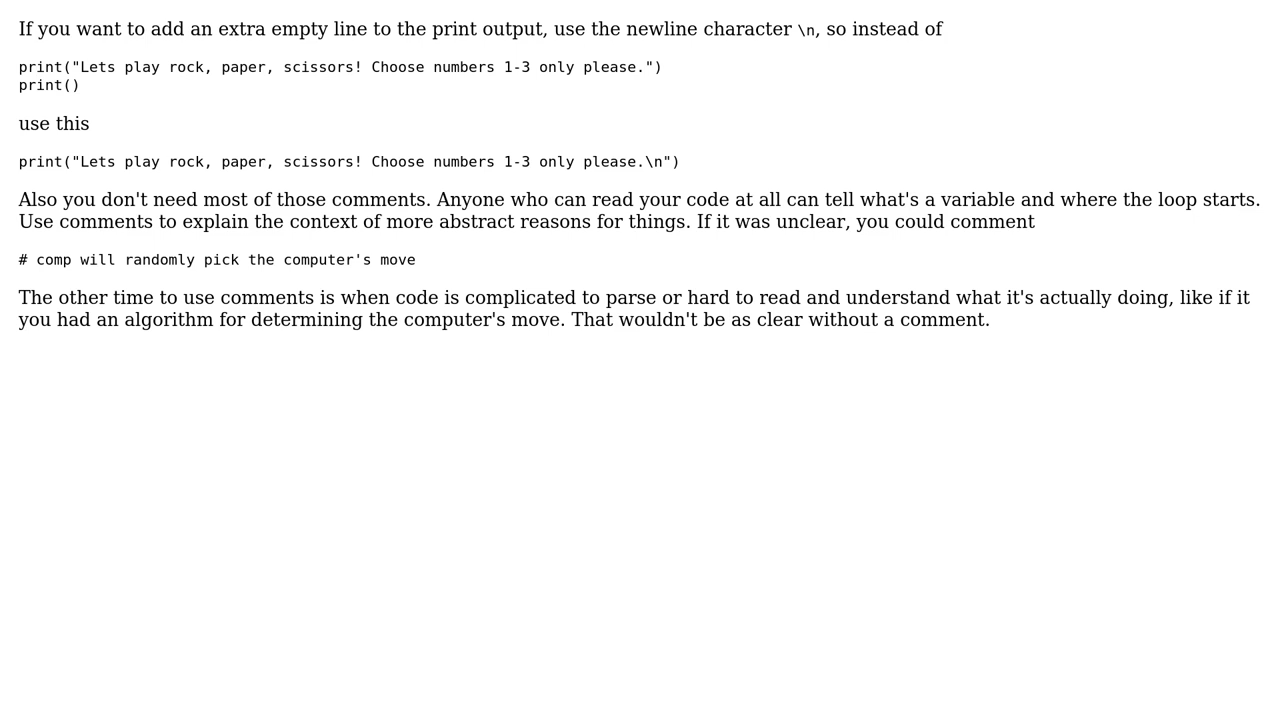 If you want to add an extra empty line to the print output, use the newline character \n, so instead of
print("Lets play rock, paper, scissors! Choose numbers 1-3 only please.")
print()
use this
print("Lets play rock, paper, scissors! Choose numbers 1-3 only please.\n")
Also you don't need most of those comments. Anyone who can read your code at all can tell what's a variable and where the loop starts.
Use comments to explain the context of more abstract reasons for things. If it was unclear, you could comment
# comp will randomly pick the computer's move
The other time to use comments is when code is complicated to parse or hard to read and understand what it's actually doing, like if it
you had an algorithm for determining the computer's move. That wouldn't be as clear without a comment.